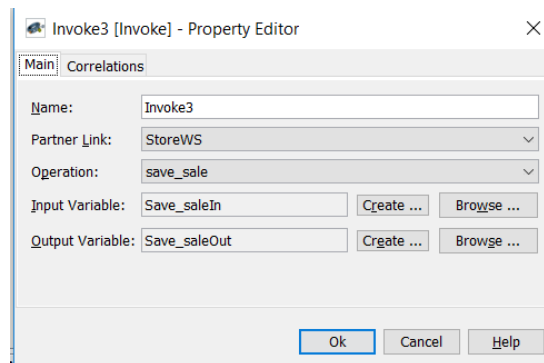 Invoke3 [Invoke] - Property Editor
Main Correlations
Name: Invoke3
Partner Link: StoreWS
Operation: save_sale
Input Variable: Save_saleIn Create ... Browse ...
Output Variable: Save_saleOut Create ... Browse ...
Ok Cancel Help